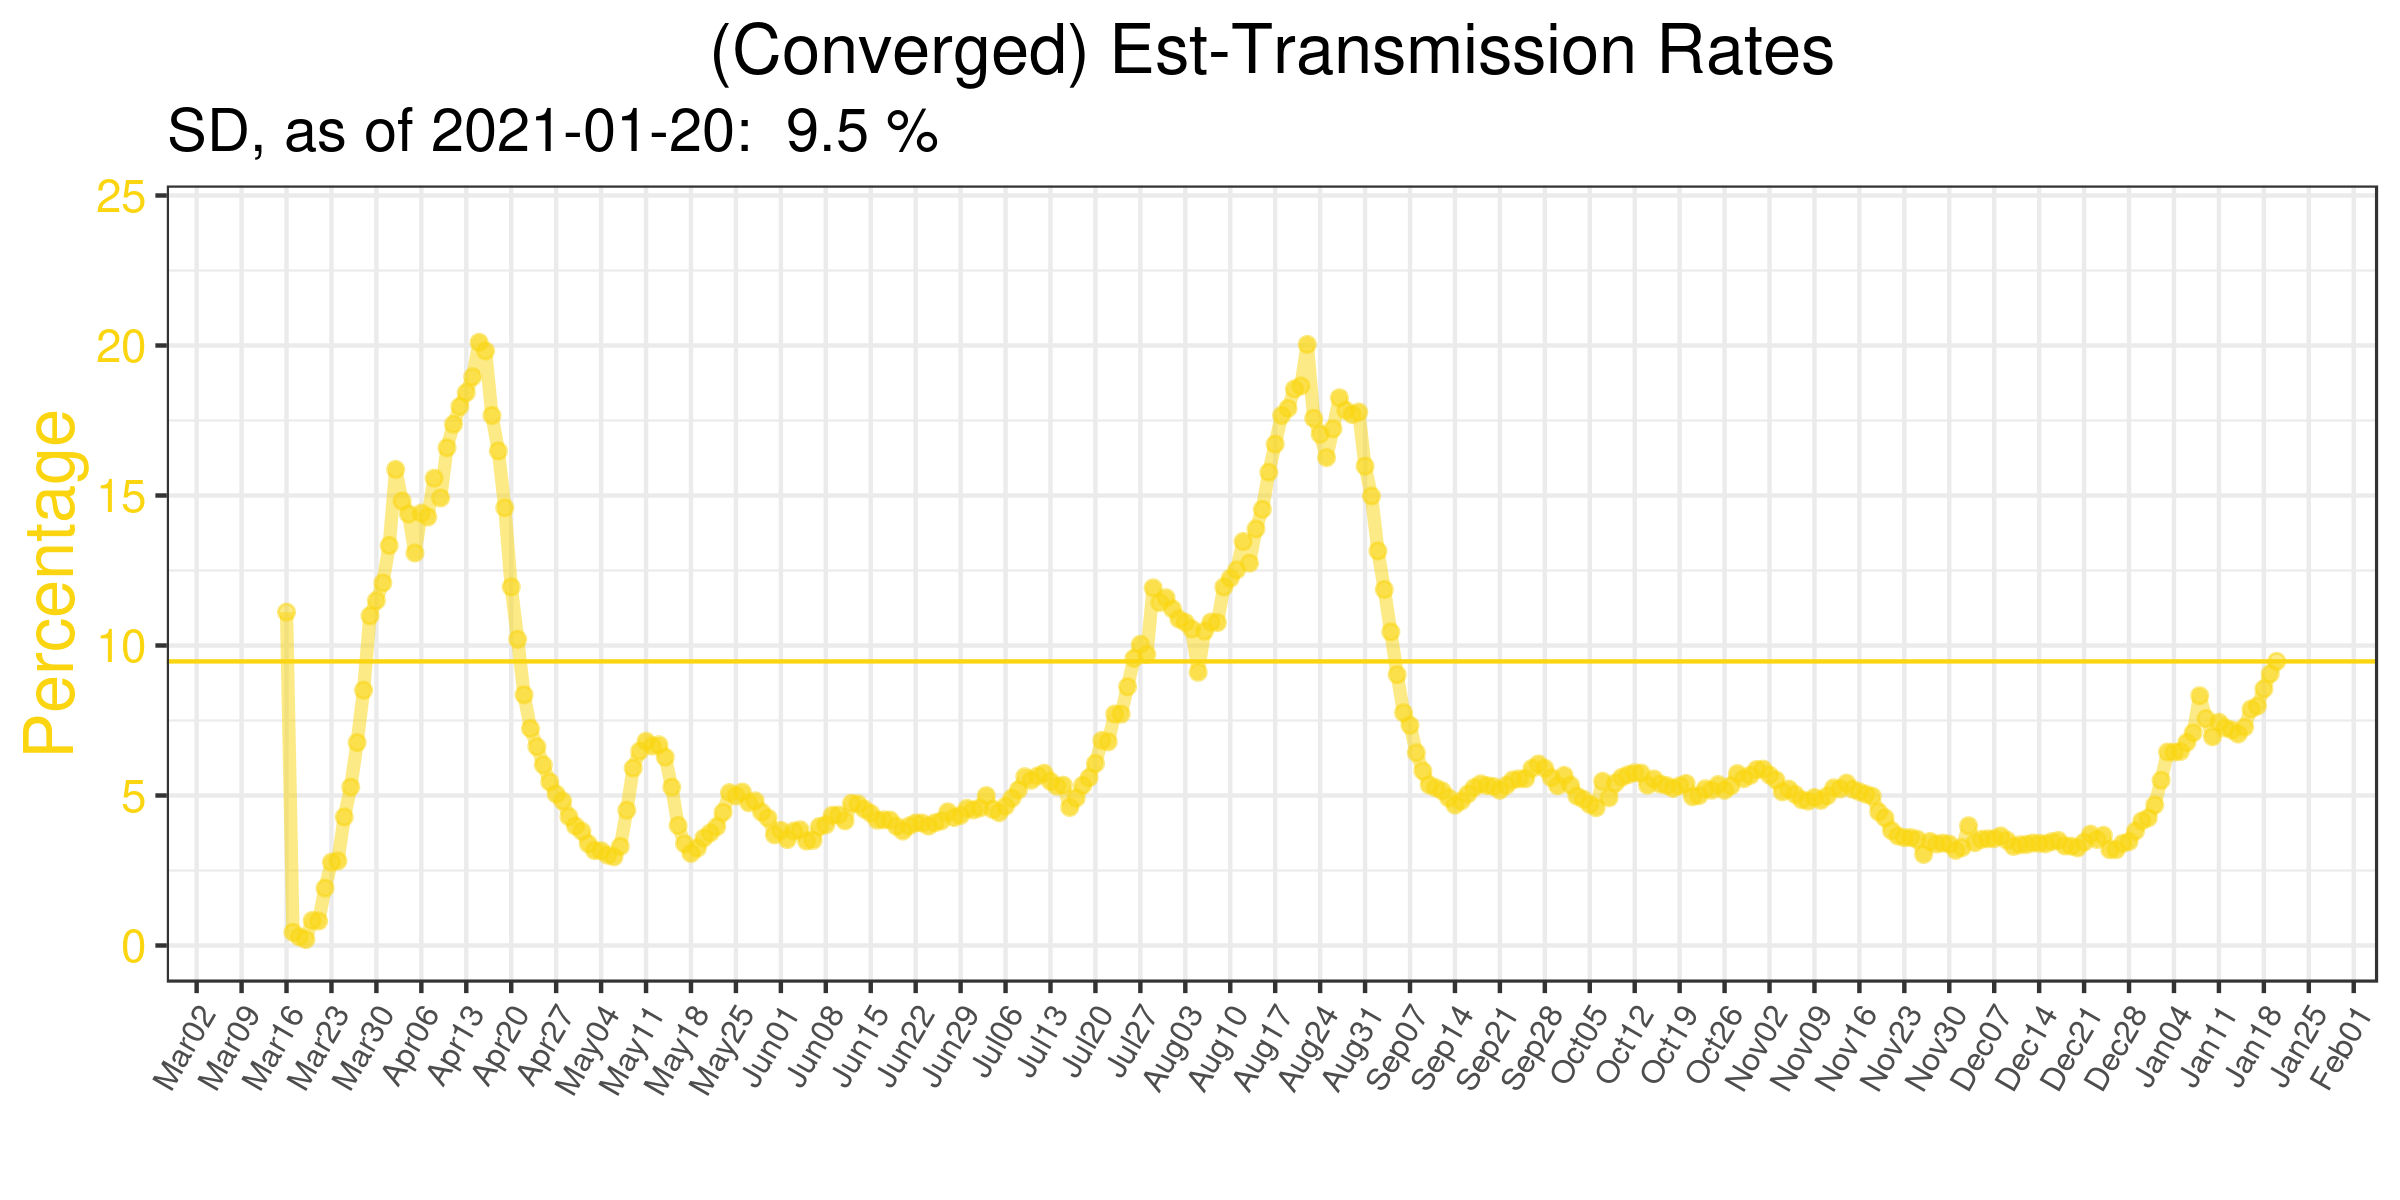 (Converged) Est-Transmission Rates
SD, as of 2021-01-20:  9.5 %
Percentage
25
20
15
10
5
0
Mar02
Mar09
Mar16
Mar23
Mar30
Apr06
Apr13
Apr20
Apr27
May04
May11
May18
May25
Jun01
Jun08
Jun15
Jun22
Jun29
Jul06
Jul13
Jul20
Jul27
Aug03
Aug10
Aug17
Aug24
Aug31
Sep07
Sep14
Sep21
Sep28
Oct05
Oct12
Oct19
Oct26
Nov02
Nov09
Nov16
Nov23
Nov30
Dec07
Dec14
Dec21
Dec28
Jan04
Jan11
Jan18
Jan25
Feb01